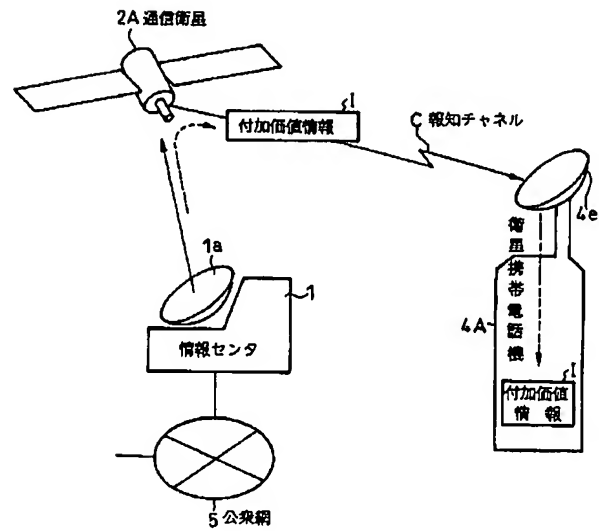 2A 通信衛星
I
付加価値情報
C 報知チャネル
4e
1a
1
情報センタ
衛星携帯電話機
4A
I
付加価値
情 報
5 公衆網